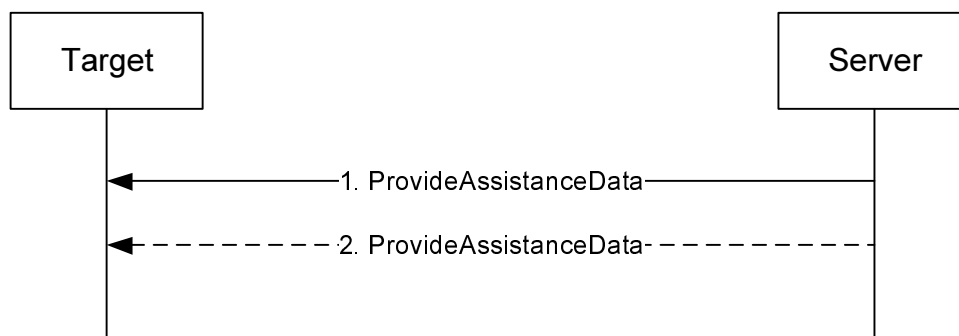 Target
Server
1. ProvideAssistanceData
2. ProvideAssistanceData